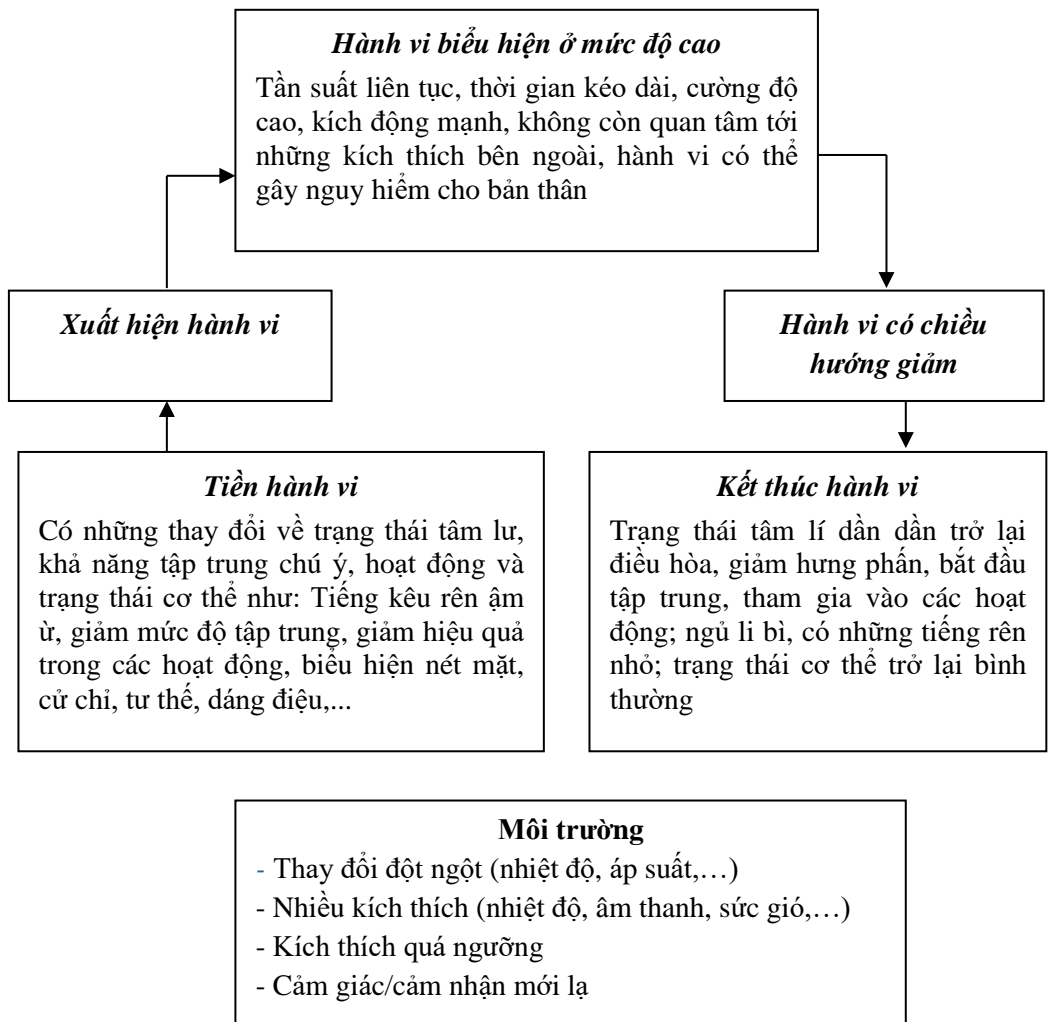 Hành vi biểu hiện ở mức độ cao
Tần suất liên tục, thời gian kéo dài, cường độ
cao, kích động mạnh, không còn quan tâm tới
những kích thích bên ngoài, hành vi có thể
gây nguy hiểm cho bản thân
Xuất hiện hành vi
Hành vi có chiều
hướng giảm
Tiền hành vi
Có những thay đổi về trạng thái tâm lư,
khả năng tập trung chú ý, hoạt động và
trạng thái cơ thể như: Tiếng kêu rên ậm
ừ, giảm mức độ tập trung, giảm hiệu quả
trong các hoạt động, biểu hiện nét mặt,
cử chỉ, tư thế, dáng điệu,...
Kết thúc hành vi
Trạng thái tâm lí dần dần trở lại
điều hòa, giảm hưng phấn, bắt đầu
tập trung, tham gia vào các hoạt
động; ngủ li bì, có những tiếng rên
nhỏ; trạng thái cơ thể trở lại bình
thường
Môi trường
- Thay đổi đột ngột (nhiệt độ, áp suất,…)
- Nhiều kích thích (nhiệt độ, âm thanh, sức gió,…)
- Kích thích quá ngưỡng
- Cảm giác/cảm nhận mới lạ